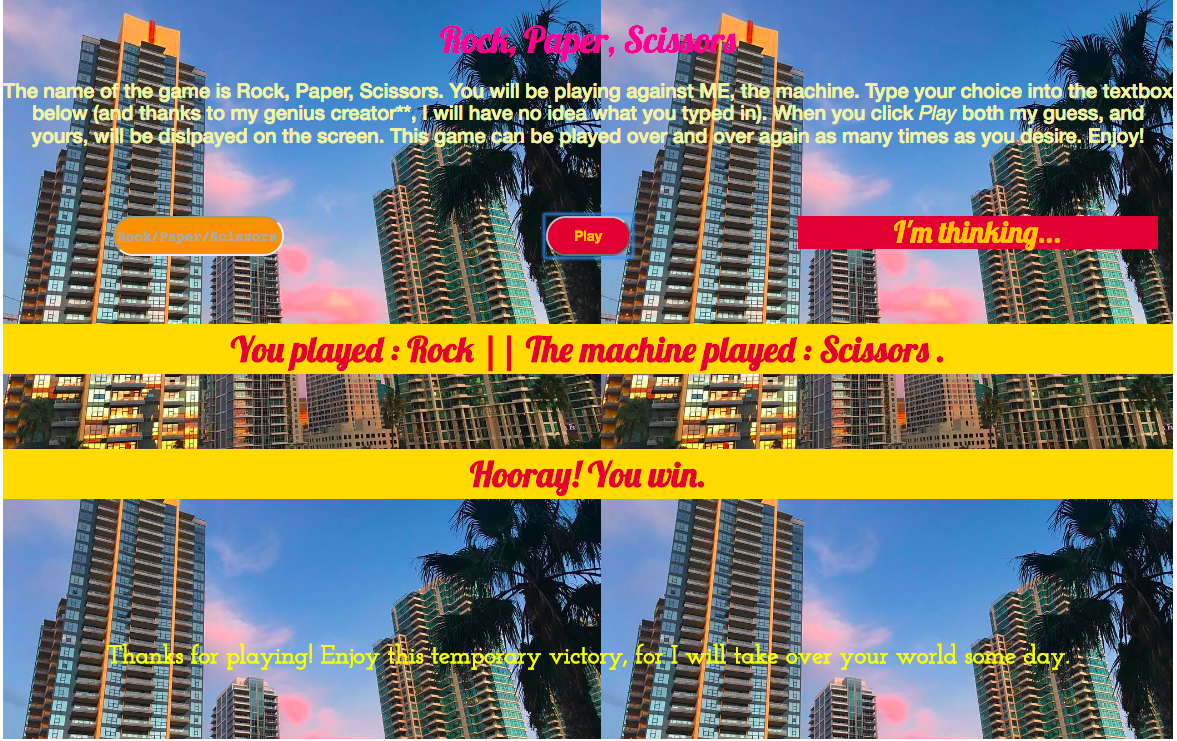 Rock, Paper, Scissors
The name of the game is Rock, Paper, Scissors. You will be playing against ME, the machine. Type your choice into the textbox
below (and thanks to my genius creator**, I will have no idea what you typed in). When you click Play both my guess, and
yours, will be dislpayed on the screen. This game can be played over and over again as many times as you desire. Enjoy!
Rock/Paper/Scissors
Play
I'm thinking...
You played : Rock || The machine played : Scissors .
Hooray! You win.
Thanks for playing! Enjoy this temporary victory, for I will take over your world some day.